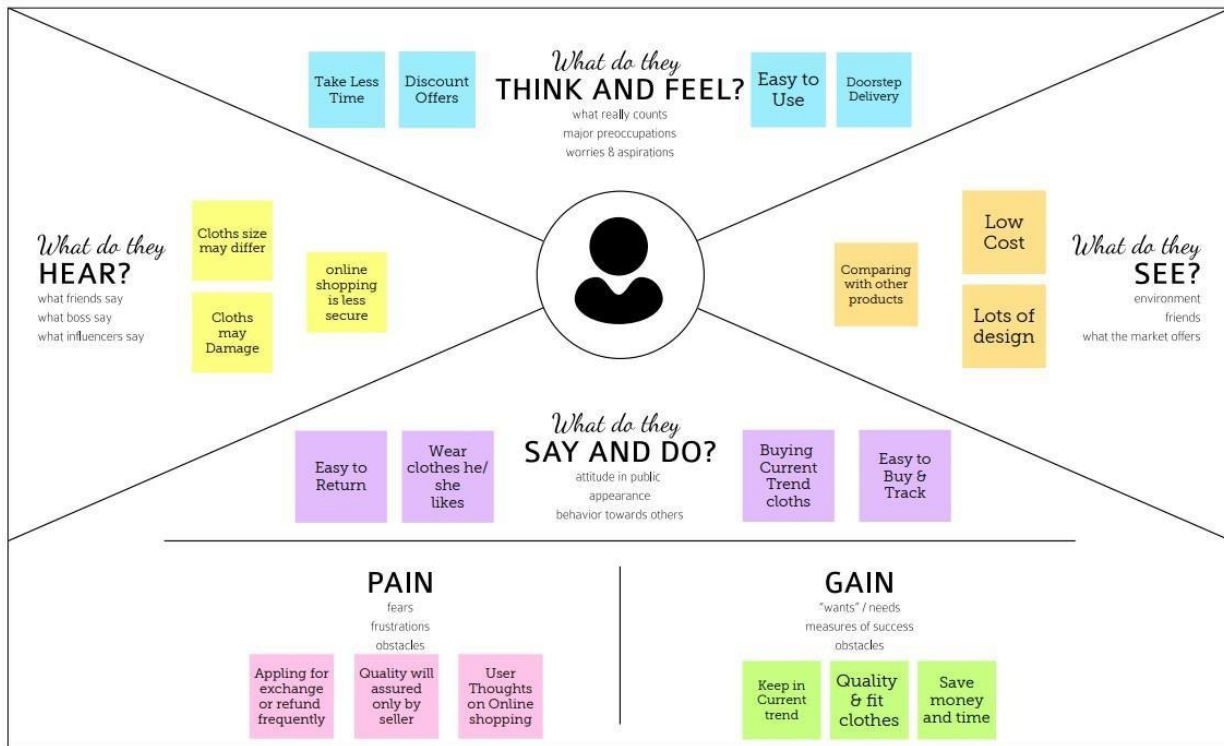 What do they
THINK AND FEEL?
what really counts
major preoccupations
worries & aspirations
Take Less
Time
Discount
Offers
Easy to
Use
Doorstep
Delivery
What do they
HEAR?
what friends say
what boss say
what influencers say
Cloths size
may differ
Cloths
may
Damage
online
shopping
is less
secure
What do they
SEE?
environment
friends
what the market offers
Comparing
with other
products
Low
Cost
Lots of
design
What do they
SAY AND DO?
attitude in public
appearance
behavior towards others
Easy to
Return
Wear
clothes he/
she
likes
Buying
Current
Trend
cloths
Easy to
Buy &
Track
PAIN
fears
frustrations
obstacles
Appling for
exchange
or refund
frequently
Quality will
assured
only by
seller
User
Thoughts
on Online
shopping
GAIN
"wants" / needs
measures of success
obstacles
Keep in
Current
trend
Quality
& fit
clothes
Save
money
and time